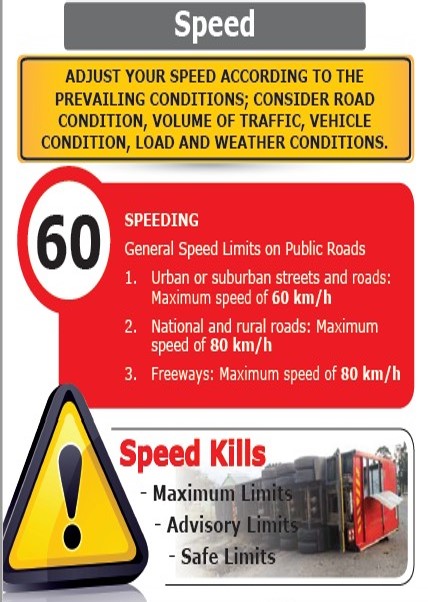 Speed
ADJUST YOUR SPEED ACCORDING TO THE
PREVAILING CONDITIONS; CONSIDER ROAD
CONDITION, VOLUME OF TRAFFIC, VEHICLE
CONDITION, LOAD AND WEATHER CONDITIONS.
60
SPEEDING
General Speed Limits on Public Roads
1. Urban or suburban streets and roads:
Maximum speed of 60 km/h
2. National and rural roads: Maximum
speed of 80 km/h
3. Freeways: Maximum speed of 80 km/h
!
Speed Kills
- Maximum Limits
- Advisory Limits
- Safe Limits